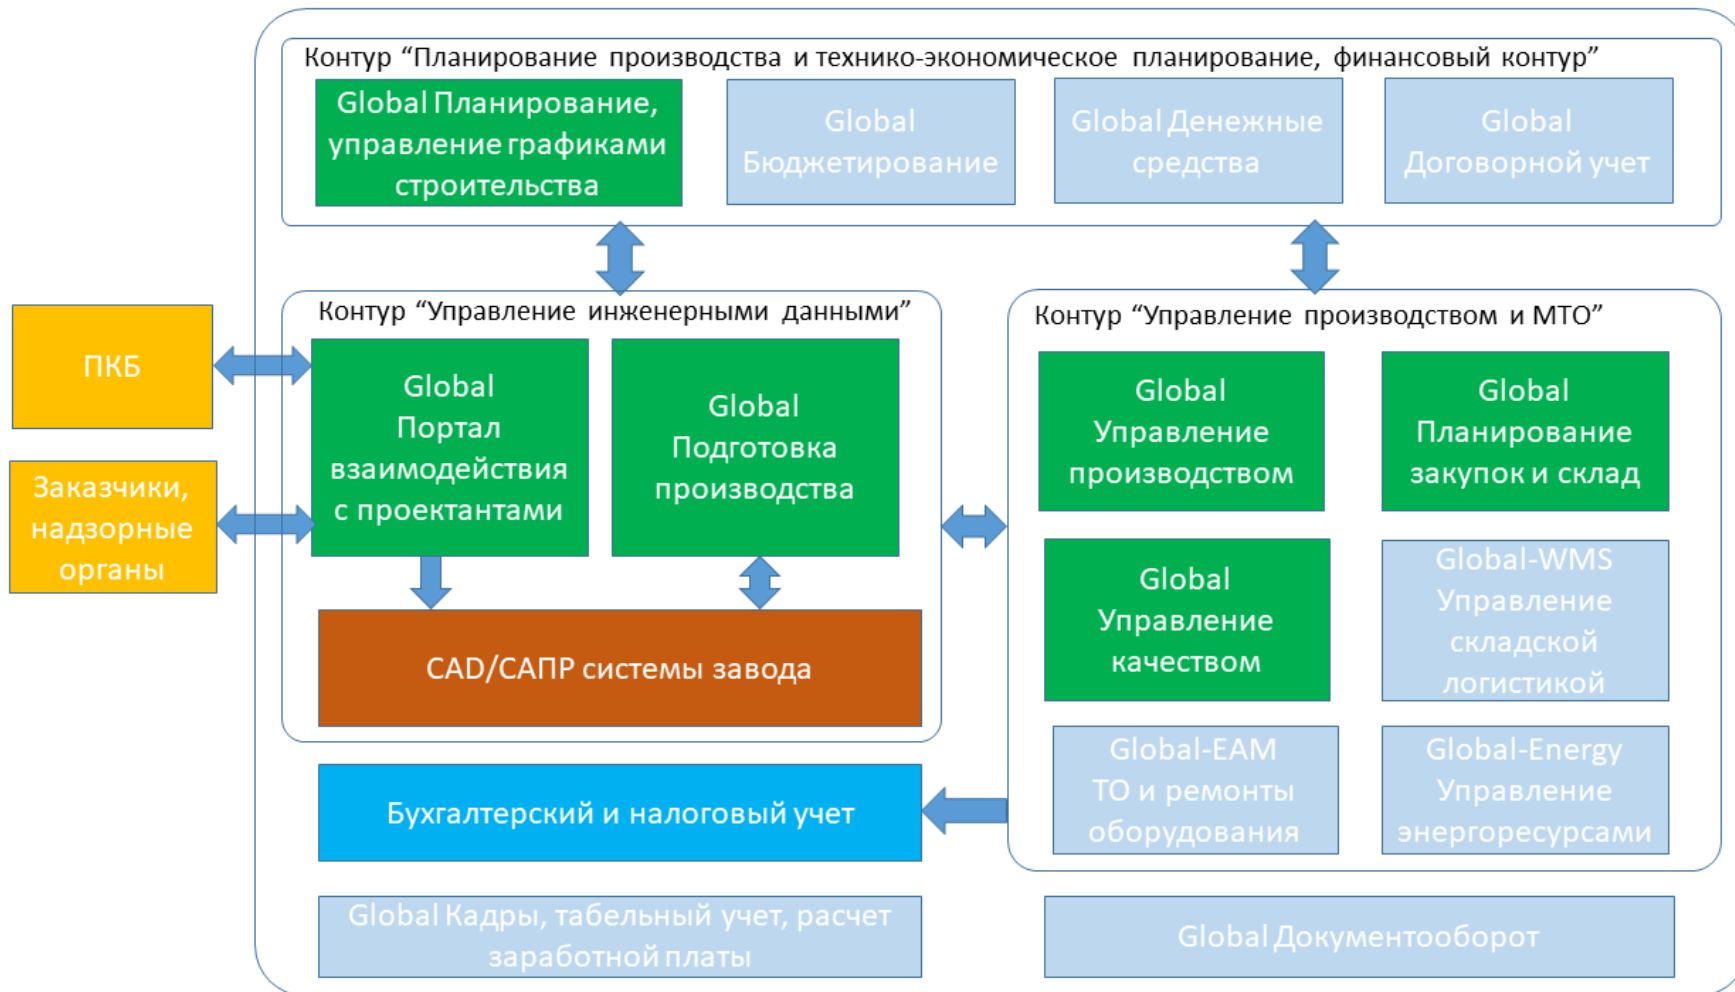 Контур “Планирование производства и технико-экономическое планирование, финансовый контур”
Global Планирование,
управление графиками
строительства
Global
Бюджетирование
Global Денежные
средства
Global
Договорной учет
Контур “Управление инженерными данными”
Контур “Управление производством и МТО”
ПКБ
Заказчики,
надзорные
органы
Global
Портал
взаимодействия
с проектантами
Global
Подготовка
производства
CAD/САПР системы завода
Global
Управление
производством
Global
Планирование
закупок и склад
Global
Управление
качеством
Global-WMS
Управление
складской
логистикой
Global-EAM
ТО и ремонты
оборудования
Global-Energy
Управление
энергоресурсами
Бухгалтерский и налоговый учет
Global Кадры, табельный учет, расчет
заработной платы
Global Документооборот